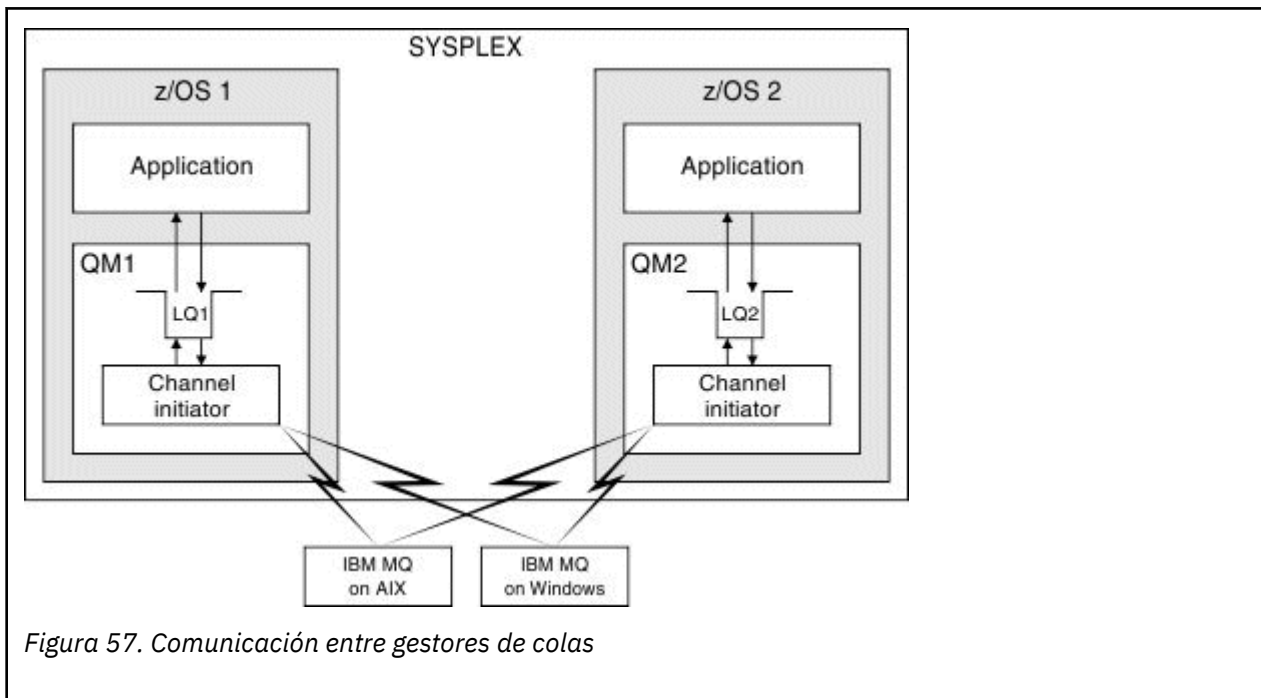 SYSPLEX
z/OS 1
Application
QM1
LQ1
Channel
initiator
z/OS 2
Application
QM2
LQ2
Channel
initiator
IBM MQ
on AIX
IBM MQ
on Windows
Figura 57. Comunicación entre gestores de colas